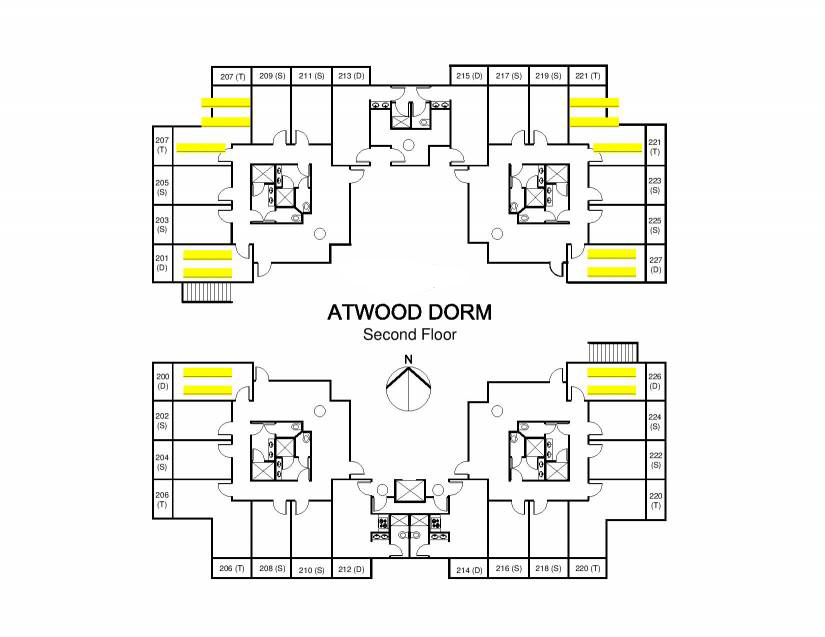 207 (T) 209 (S) 211 (S) 213 (D) 215 (D) 217 (S) 219 (S) 221 (T)
207
(T)
221
(T)
205
(S)
223
(S)
203
(S)
225
(S)
201
(D)
227
(D)
ATWOOD DORM
Second Floor
N
200
(D)
226
(D)
202
(S)
224
(S)
204
(S)
222
(S)
206
(T)
220
(T)
206 (T) 208 (S) 210 (S) 212 (D) 214 (D) 216 (S) 218 (S) 220 (T)